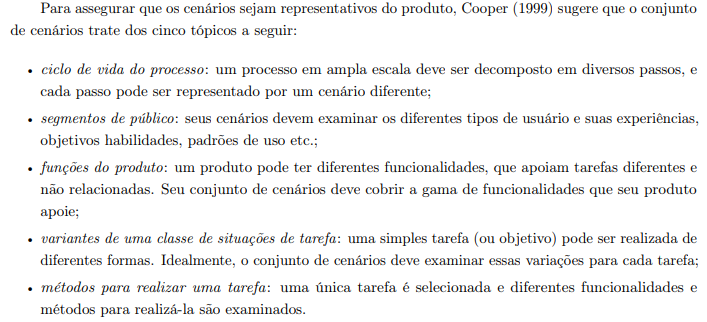 Para assegurar que os cenários sejam representativos do produto, Cooper (1999) sugere que o conjunto
de cenários trate dos cinco tópicos a seguir:
• ciclo de vida do processo: um processo em ampla escala deve ser decomposto em diversos passos, e
cada passo pode ser representado por um cenário diferente;
• segmentos de público: seus cenários devem examinar os diferentes tipos de usuário e suas experiências,
objetivos habilidades, padrões de uso etc.;
• funções do produto: um produto pode ter diferentes funcionalidades, que apoiam tarefas diferentes e
não relacionadas. Seu conjunto de cenários deve cobrir a gama de funcionalidades que seu produto
apoie;
• variantes de uma classe de situações de tarefa: uma simples tarefa (ou objetivo) pode ser realizada de
diferentes formas. Idealmente, o conjunto de cenários deve examinar essas variações para cada tarefa;
• métodos para realizar uma tarefa: uma única tarefa é selecionada e diferentes funcionalidades e
métodos para realizá-la são examinados.